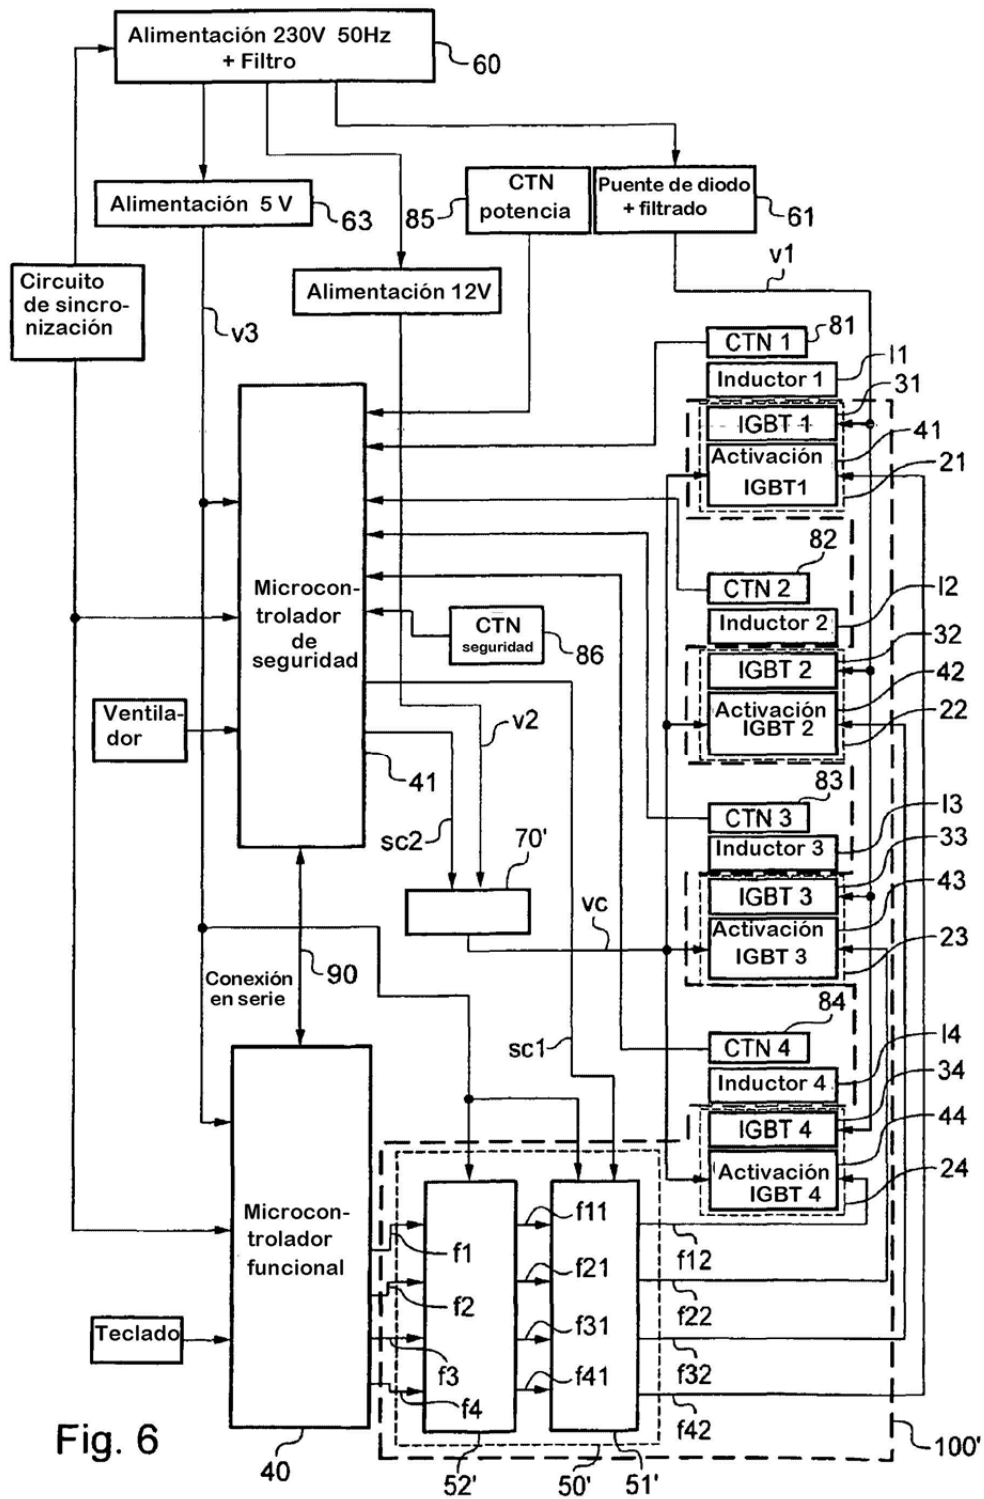 Alimentación 230V 50Hz
+ Filtro
60
Alimentación 5 V
63
85
CTN
potencia
Puente de diodo
+ filtrado
61
Circuito
de sincro-
nización
Alimentación 12V
v3
v1
81
CTN 1
I1
Inductor 1
31
IGBT 1
41
Activación
IGBT1
21
82
CTN 2
I2
Inductor 2
32
IGBT 2
42
Activación
IGBT 2
22
Microcon-
trolador
de
seguridad
CTN
seguridad
86
Ventila-
dor
v2
41
sc2
70'
83
CTN 3
I3
Inductor 3
33
IGBT 3
43
Activación
IGBT 3
23
vc
Conexión
en serie
90
sc1
84
CTN 4
I4
Inductor 4
34
IGBT 4
44
Activación
IGBT 4
24
Microcon-
trolador
funcional
Teclado
f1
f2
f3
f4
f11
f21
f31
f41
f12
f22
f32
f42
Fig. 6
40
52'
50'
51'
100'